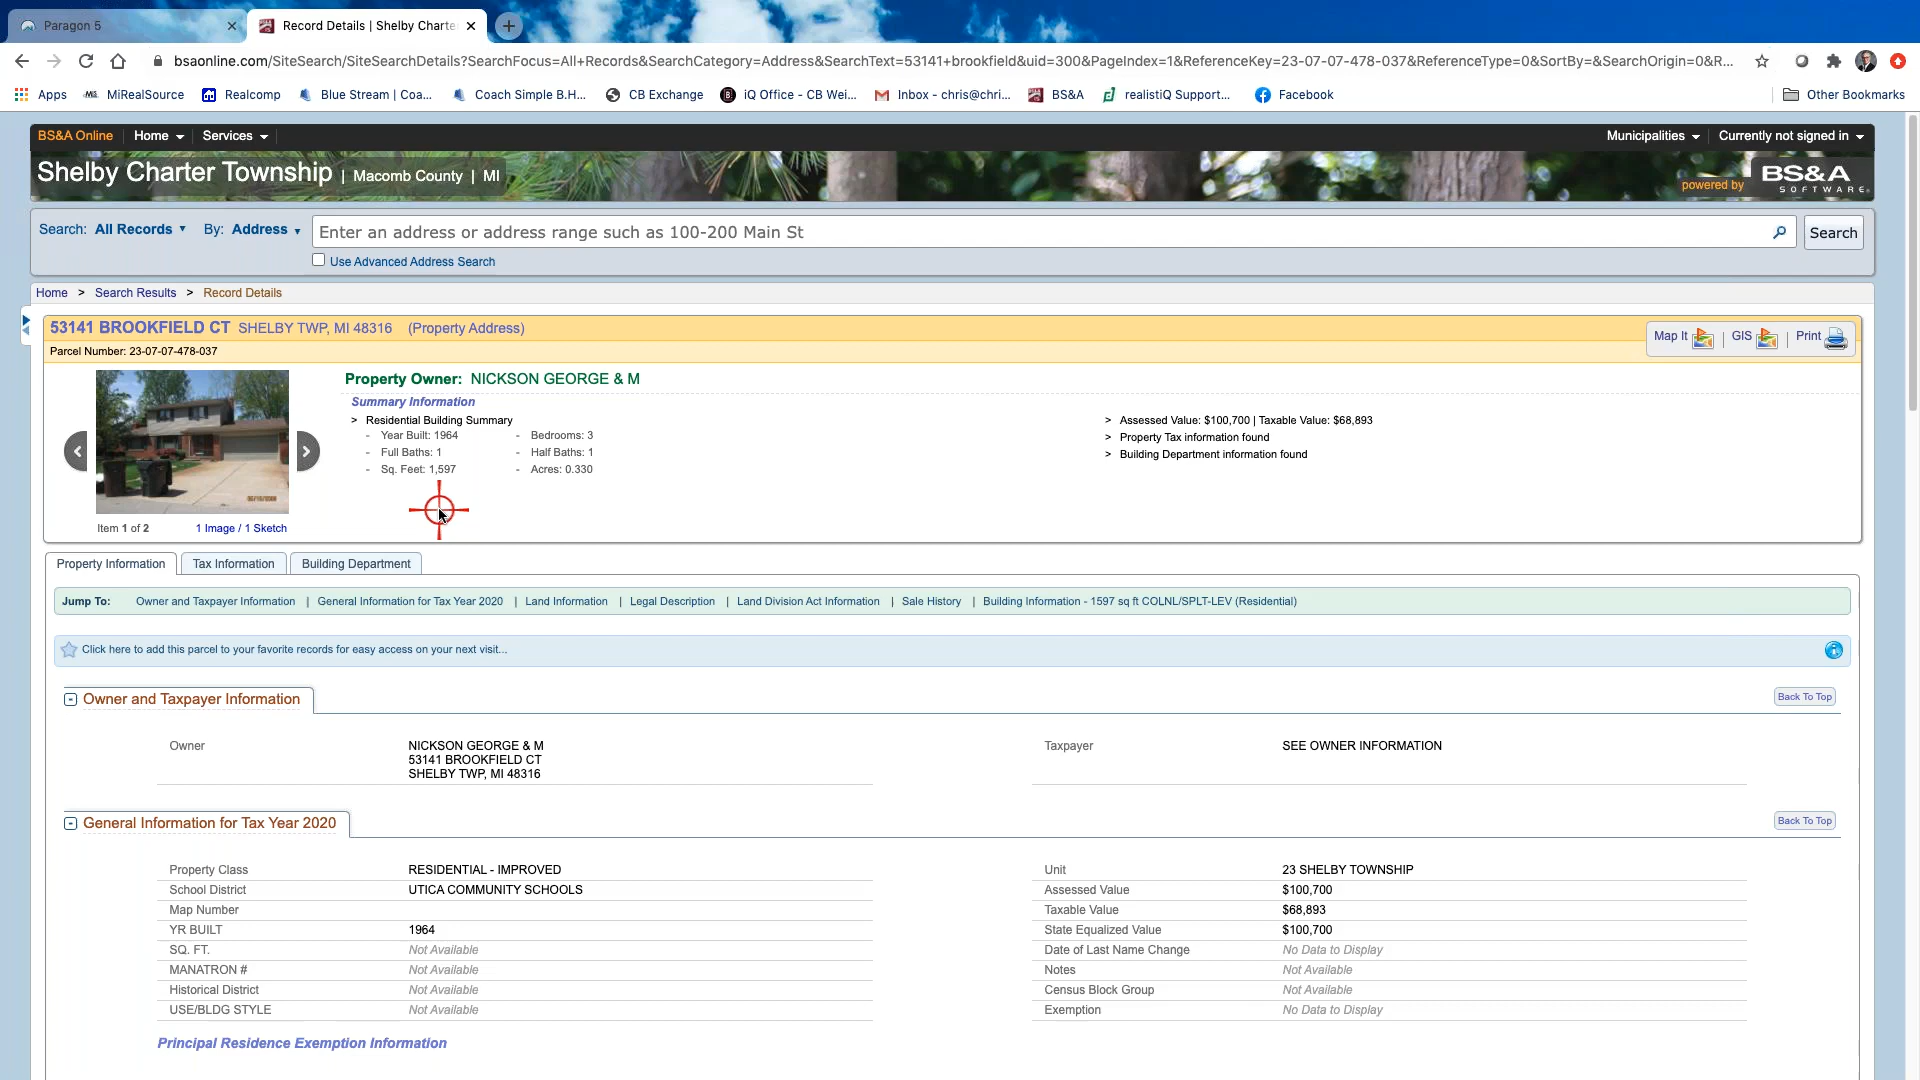 Paragon 5
Record Details | Shelby Charte
bsaonline.com/SiteSearch/SiteSearchDetails?SearchFocus=All+Records&SearchCategory=Address&SearchText=53141+brookfield&uid=300&PageIndex=1&ReferenceKey=23-07-07-478-037&ReferenceType=0&SortBy=&SearchOrigin=0&R...
Apps MiRealSource Realcomp Blue Stream | Coa... Coach Simple B.H... CB Exchange iQ Office - CB Wei... Inbox - chris@chri... BS&A realistiQ Support... Facebook Other Bookmarks
BS&A Online Home Services Municipalities Currently not signed in
Shelby Charter Township | Macomb County | MI
powered by BS&A SOFTWARE
Search: All Records By: Address Enter an address or address range such as 100-200 Main St Search
Use Advanced Address Search
Home > Search Results > Record Details
53141 BROOKFIELD CT SHELBY TWP, MI 48316 (Property Address)
Map It | GIS | Print
Parcel Number: 23-07-07-478-037
Property Owner: NICKSON GEORGE & M
Summary Information
> Residential Building Summary
- Year Built: 1964 - Bedrooms: 3
- Full Baths: 1 - Half Baths: 1
- Sq. Feet: 1,597 - Acres: 0.330
> Assessed Value: $100,700 | Taxable Value: $68,893
> Property Tax information found
> Building Department information found
Item 1 of 2 1 Image / 1 Sketch
Property Information Tax Information Building Department
Jump To: Owner and Taxpayer Information | General Information for Tax Year 2020 | Land Information | Legal Description | Land Division Act Information | Sale History | Building Information - 1597 sq ft COLNL/SPLT-LEV (Residential)
Click here to add this parcel to your favorite records for easy access on your next visit...
- Owner and Taxpayer Information Back To Top
Owner NICKSON GEORGE & M Taxpayer SEE OWNER INFORMATION
53141 BROOKFIELD CT
SHELBY TWP, MI 48316
- General Information for Tax Year 2020 Back To Top
Property Class RESIDENTIAL - IMPROVED Unit 23 SHELBY TOWNSHIP
School District UTICA COMMUNITY SCHOOLS Assessed Value $100,700
Map Number Taxable Value $68,893
YR BUILT 1964 State Equalized Value $100,700
SQ. FT. Not Available Date of Last Name Change No Data to Display
MANATRON # Not Available Notes Not Available
Historical District Not Available Census Block Group Not Available
USE/BLDG STYLE Not Available Exemption No Data to Display
Principal Residence Exemption Information